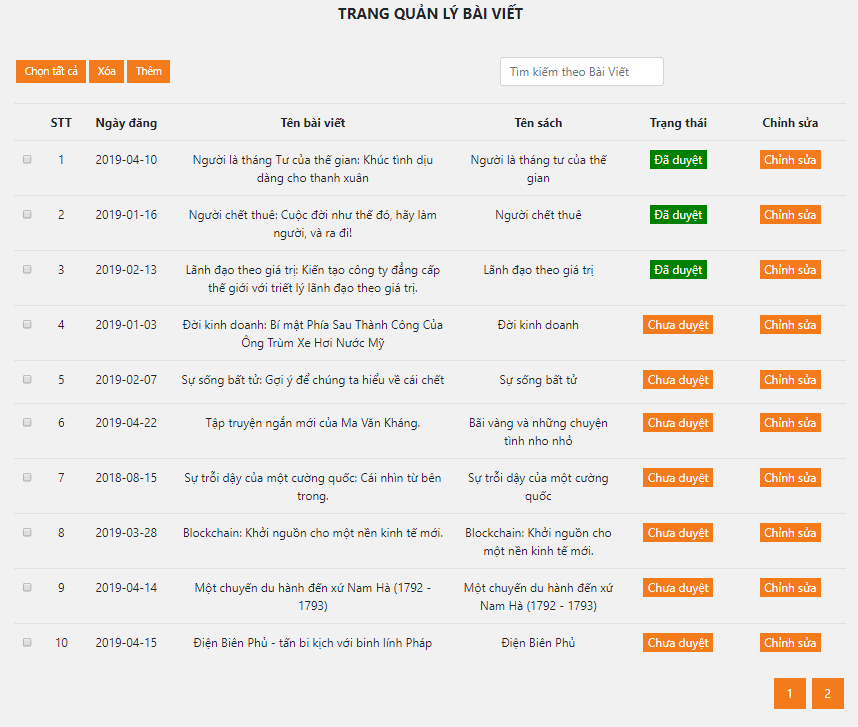 TRANG QUẢN LÝ BÀI VIẾT
Chọn tất cả Xóa Thêm Tìm kiếm theo Bài Viết
STT Ngày đăng Tên bài viết Tên sách Trạng thái Chỉnh sửa
1 2019-04-10 Người là tháng Tư của thế gian: Khúc tình dịu Người là tháng tư của thế Đã duyệt Chỉnh sửa
dàng cho thanh xuân gian
2 2019-01-16 Người chết thuê: Cuộc đời như thế đó, hãy làm Người chết thuê Đã duyệt Chỉnh sửa
người, và ra đi!
3 2019-02-13 Lãnh đạo theo giá trị: Kiến tạo công ty đẳng cấp Lãnh đạo theo giá trị Đã duyệt Chỉnh sửa
thế giới với triết lý lãnh đạo theo giá trị.
4 2019-01-03 Đời kinh doanh: Bí mật Phía Sau Thành Công Của Đời kinh doanh Chưa duyệt Chỉnh sửa
Ông Trùm Xe Hơi Nước Mỹ
5 2019-02-07 Sự sống bất tử: Gợi ý để chúng ta hiểu về cái chết Sự sống bất tử Chưa duyệt Chỉnh sửa
6 2019-04-22 Tập truyện ngắn mới của Ma Văn Kháng. Bãi vàng và những chuyện Chưa duyệt Chỉnh sửa
tình nho nhỏ
7 2018-08-15 Sự trỗi dậy của một cường quốc: Cái nhìn từ bên Sự trỗi dậy của một cường Chưa duyệt Chỉnh sửa
trong. quốc
8 2019-03-28 Blockchain: Khởi nguồn cho một nền kinh tế mới. Blockchain: Khởi nguồn cho Chưa duyệt Chỉnh sửa
một nền kinh tế mới.
9 2019-04-14 Một chuyến du hành đến xứ Nam Hà (1792 - Một chuyến du hành đến xứ Chưa duyệt Chỉnh sửa
1793) Nam Hà (1792 - 1793)
10 2019-04-15 Điện Biên Phủ - tấn bi kịch với binh lính Pháp Điện Biên Phủ Chưa duyệt Chỉnh sửa
1 2